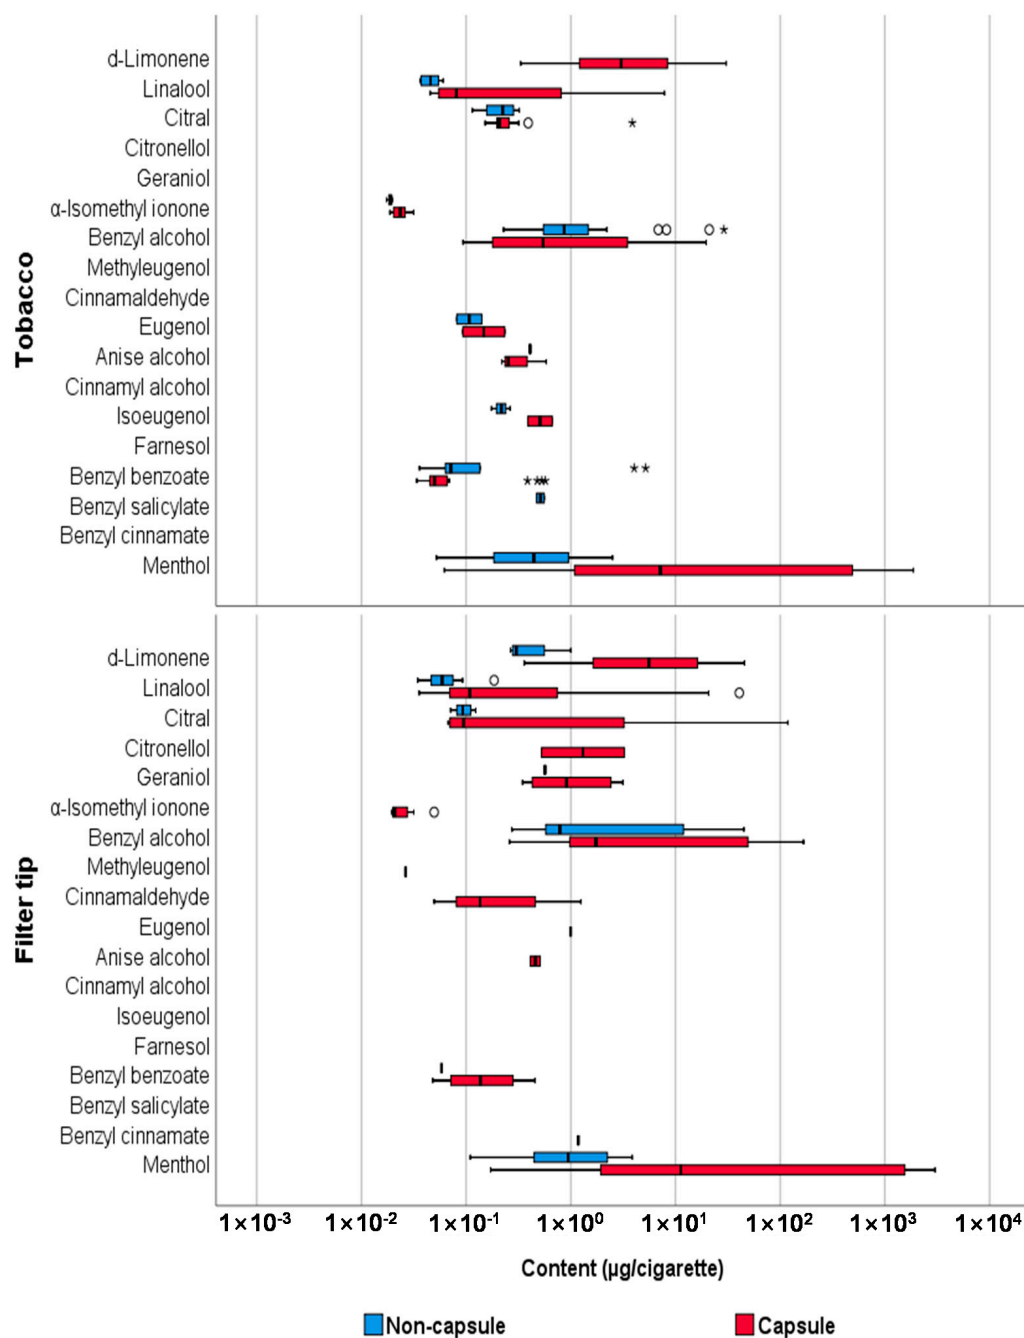 Tobacco
d-Limonene
Linalool
Citral
Citronellol
Geraniol
α-Isomethyl ionone
Benzyl alcohol
Methyleugenol
Cinnamaldehyde
Eugenol
Anise alcohol
Cinnamyl alcohol
Isoeugenol
Farnesol
Benzyl benzoate
Benzyl salicylate
Benzyl cinnamate
Menthol
Filter tip
d-Limonene
Linalool
Citral
Citronellol
Geraniol
α-Isomethyl ionone
Benzyl alcohol
Methyleugenol
Cinnamaldehyde
Eugenol
Anise alcohol
Cinnamyl alcohol
Isoeugenol
Farnesol
Benzyl benzoate
Benzyl salicylate
Benzyl cinnamate
Menthol
1×10⁻³ 1×10⁻² 1×10⁻¹ 1×10⁰ 1×10¹ 1×10² 1×10³ 1×10⁴
Content (µg/cigarette)
Non-capsule Capsule